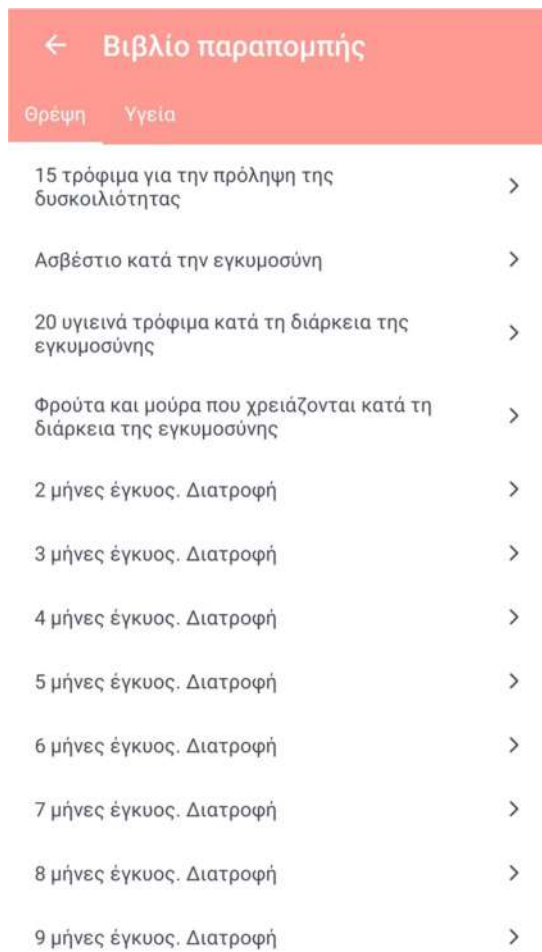 Βιβλίο παραπομπής
Θρέψη Υγεία
15 τρόφιμα για την πρόληψη της
δυσκοιλιότητας
Ασβέστιο κατά την εγκυμοσύνη
20 υγιεινά τρόφιμα κατά τη διάρκεια της
εγκυμοσύνης
Φρούτα και μούρα που χρειάζονται κατά τη
διάρκεια της εγκυμοσύνης
2 μήνες έγκυος. Διατροφή
3 μήνες έγκυος. Διατροφή
4 μήνες έγκυος. Διατροφή
5 μήνες έγκυος. Διατροφή
6 μήνες έγκυος. Διατροφή
7 μήνες έγκυος. Διατροφή
8 μήνες έγκυος. Διατροφή
9 μήνες έγκυος. Διατροφή